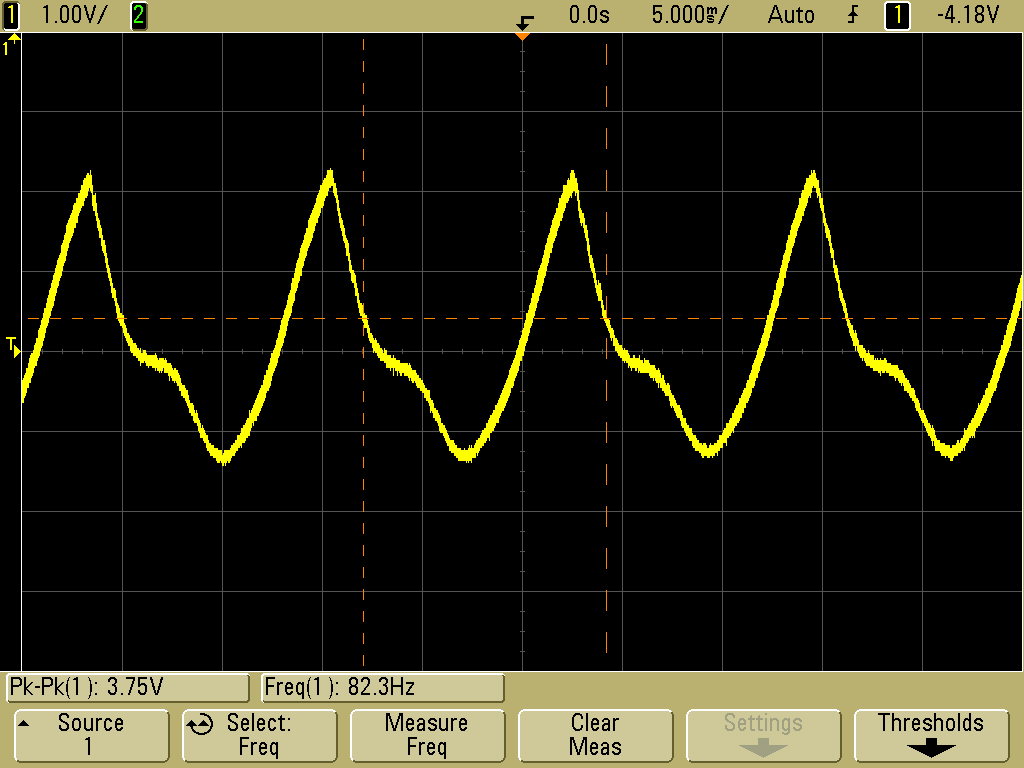 1 1.00V/ 2 0.0s 5.000ms/ Auto 1 -4.18V
1
T
Pk-Pk(1): 3.75V Freq(1): 82.3Hz
Source
1
Select:
Freq
Measure
Freq
Clear
Meas
Settings
Thresholds